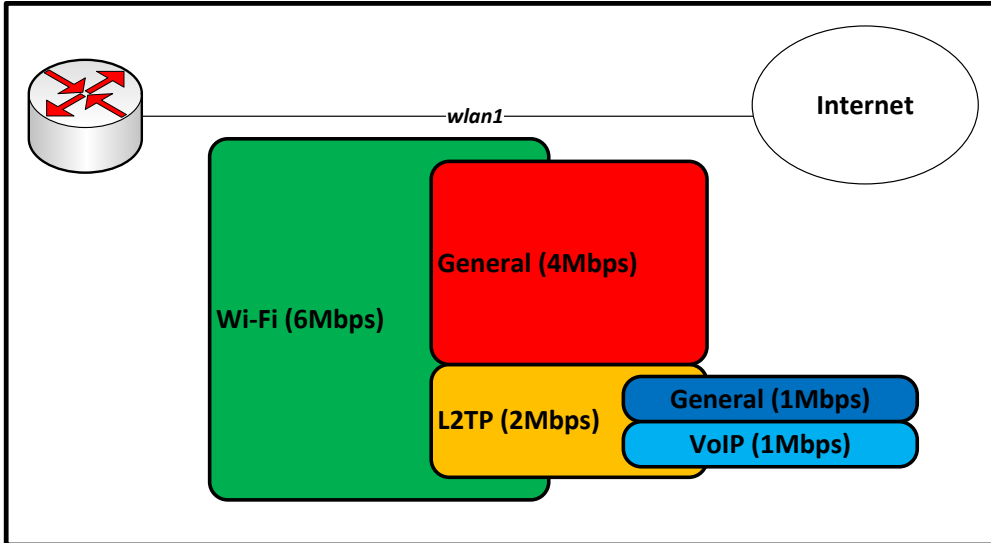 wlan1
Internet
General (4Mbps)
Wi-Fi (6Mbps)
L2TP (2Mbps)
General (1Mbps)
VoIP (1Mbps)